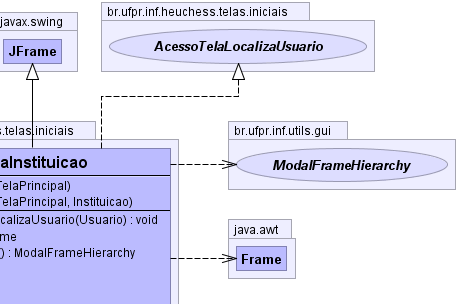 javax.swing
JFrame
br.ufpr.inf.heuchess.telas.iniciais
AcessoTelaLocalizaUsuario
s.telas.iniciais
aInstituicao
TelaPrincipal)
TelaPrincipal, Instituicao)
calizaUsuario(Usuario) : void
me
) : ModalFrameHierarchy
br.ufpr.inf.utils.gui
ModalFrameHierarchy
java.awt
Frame